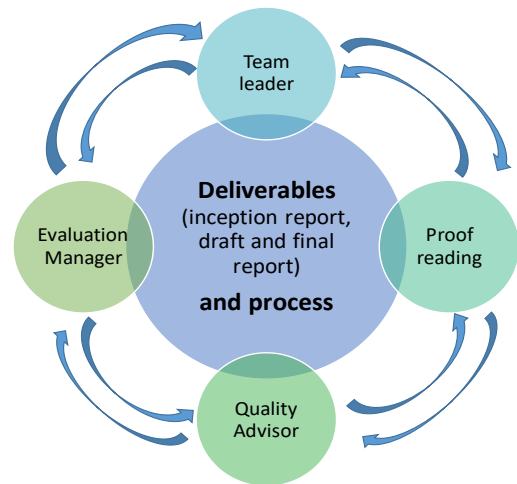 Team
leader
Evaluation
Manager
Deliverables
(inception report,
draft and final
report)
and process
Proof
reading
Quality
Advisor